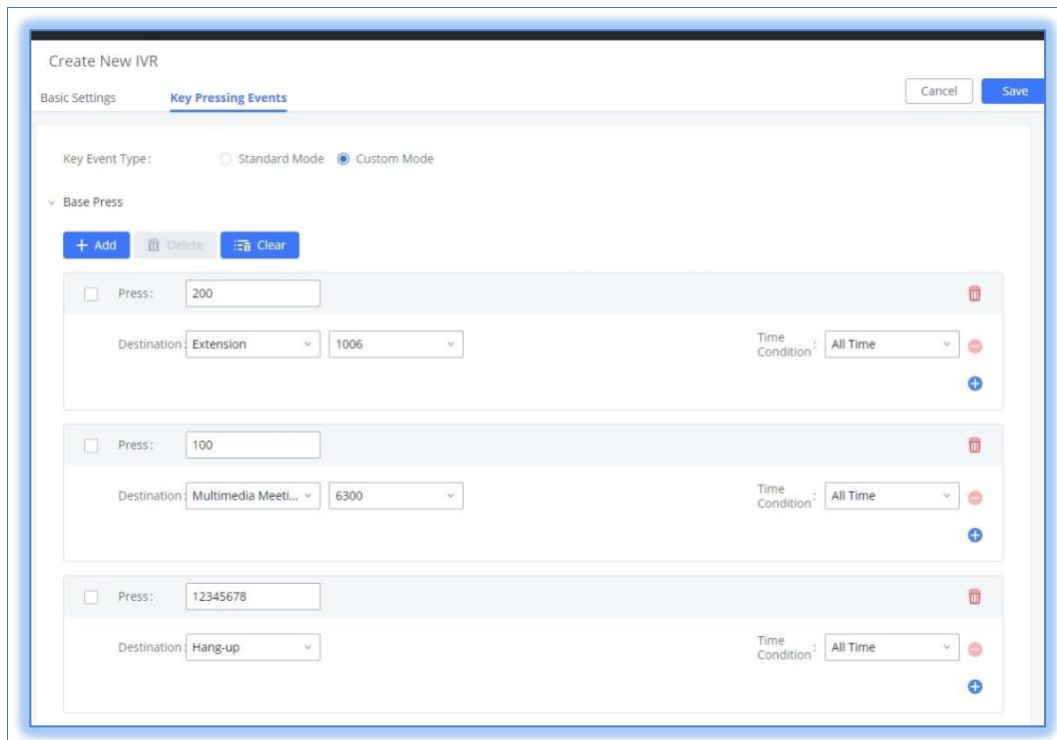 Create New IVR
Basic Settings Key Pressing Events Cancel Save
Key Event Type: Standard Mode Custom Mode
Base Press
+ Add Delete Clear
Press: 200
Destination: Extension 1006 Time Condition: All Time
Press: 100
Destination: Multimedia Meeti... 6300 Time Condition: All Time
Press: 12345678
Destination: Hang-up Time Condition: All Time